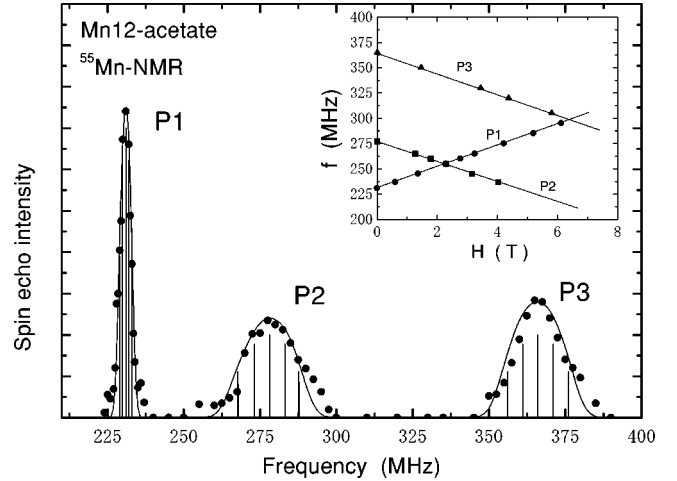 Mn12-acetate
55Mn-NMR
P1
P2
P3
Spin echo intensity
225 250 275 300 325 350 375 400
Frequency (MHz)
400
375
350
325
300
275
250
225
200
f (MHz)
P3
P1
P2
0 2 4 6 8
H (T)